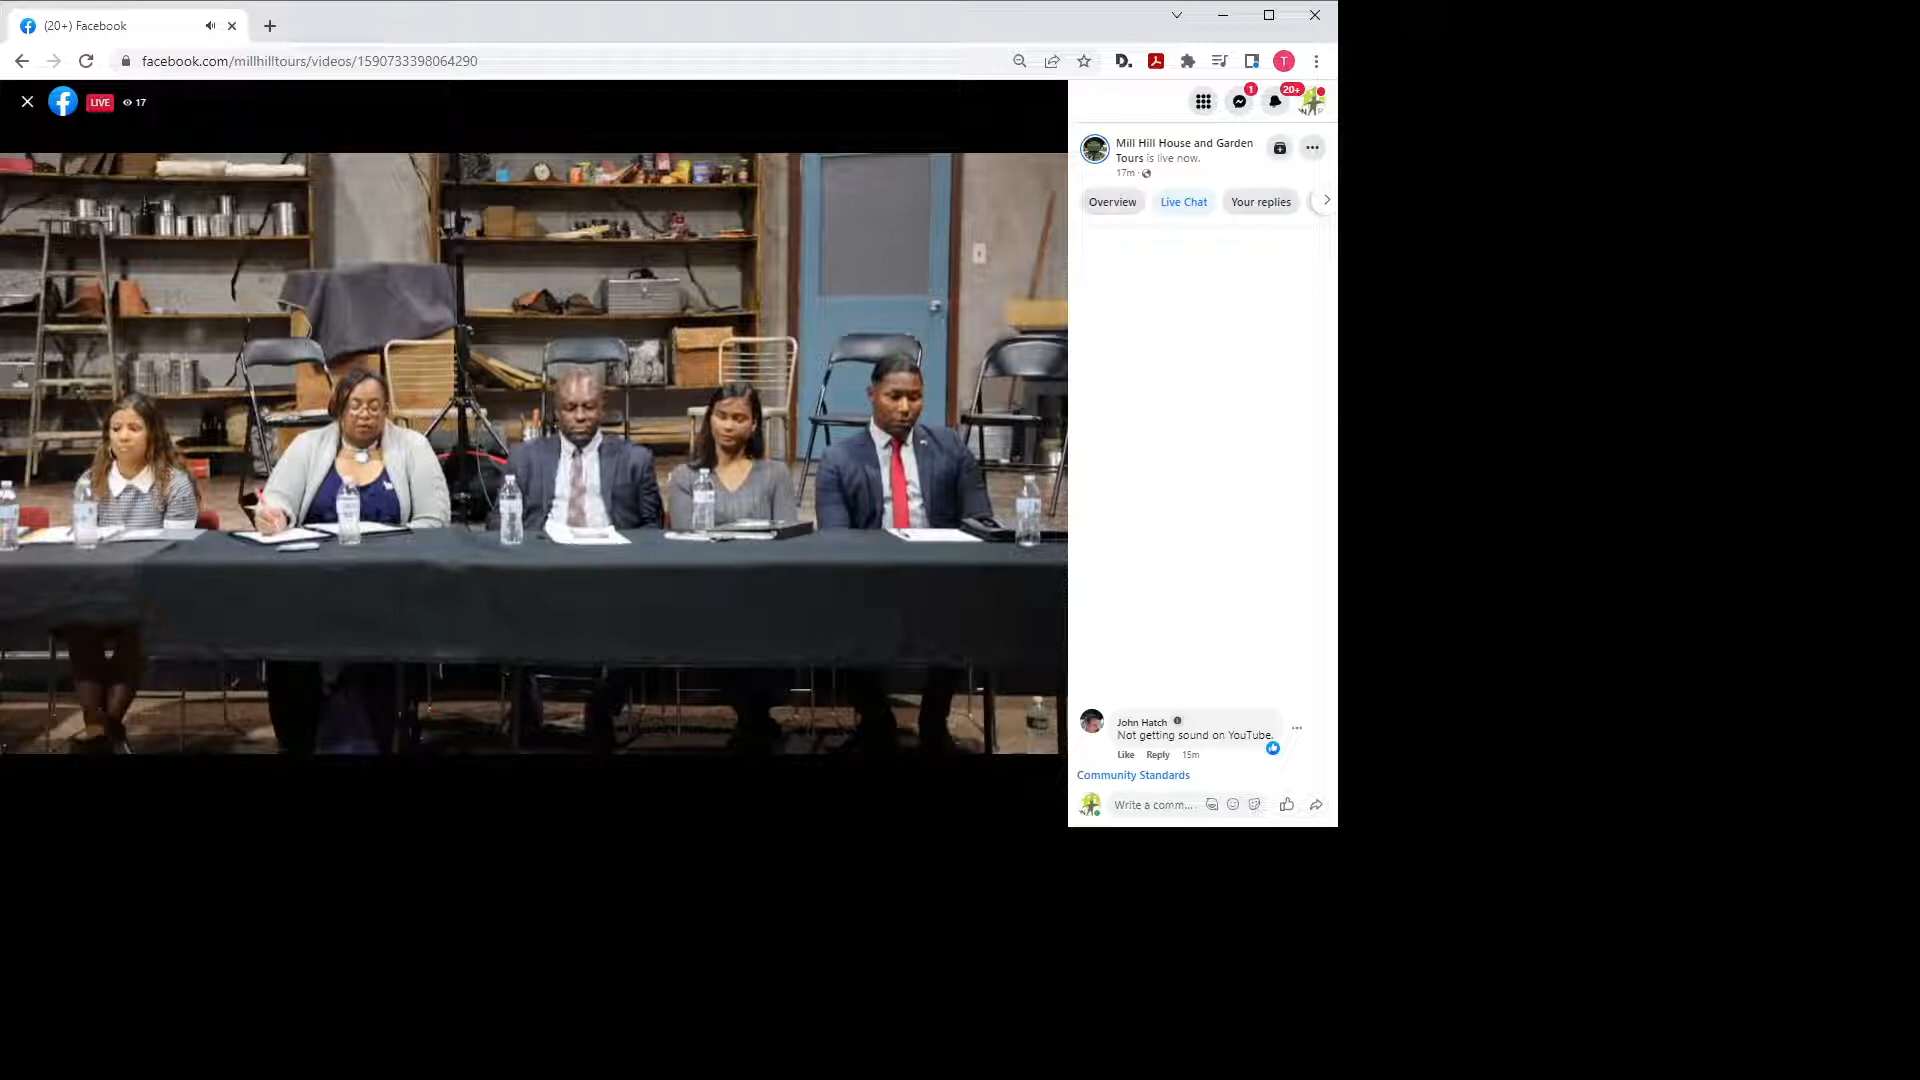 (20+) Facebook
facebook.com/millhilltours/videos/1590733398064290
T
LIVE
17
1
20+
Mill Hill House and Garden
Tours is live now.
17m ·
Overview
Live Chat
Your replies
John Hatch
Not getting sound on YouTube.
Like
Reply
15m
Community Standards
Write a comm...